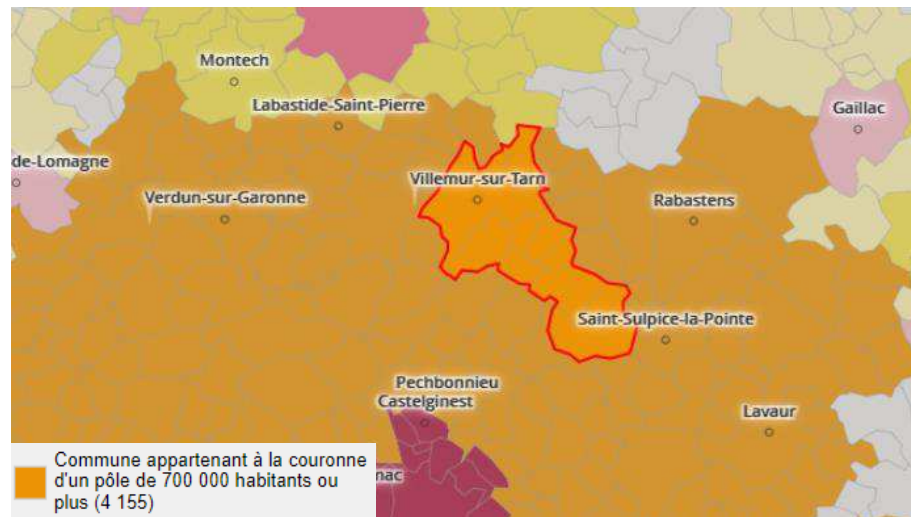 Montech
Labastide-Saint-Pierre
Gaillac
de-Lomagne
Villemur-sur-Tarn
Verdun-sur-Garonne
Rabastens
Saint-Sulpice-la-Pointe
Pechbonnieu
Castelginest
Lavaur
nac
Commune appartenant à la couronne
d'un pôle de 700 000 habitants ou
plus (4 155)